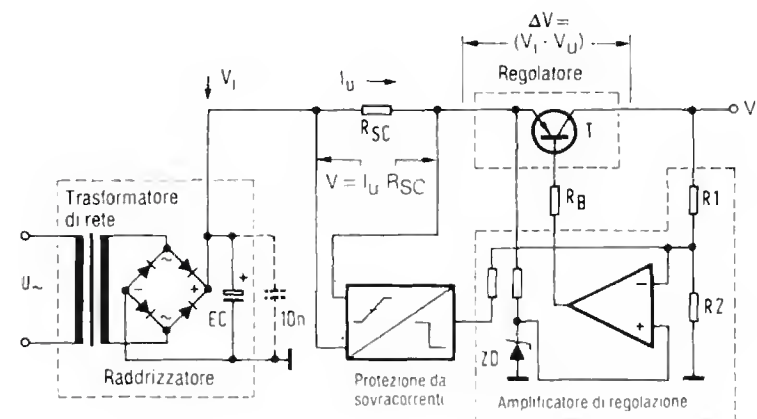 ΔV =
(V_I - V_U)
Regolatore
V_I
I_U
R_SC
T
V
V = I_U R_SC
R_B
R1
Trasformatore
di rete
U~
~
-
+
~
+
EC
10n
-
+
R2
ZD
Raddrizzatore
Protezione da
sovracorrenti
Amplificatore di regolazione